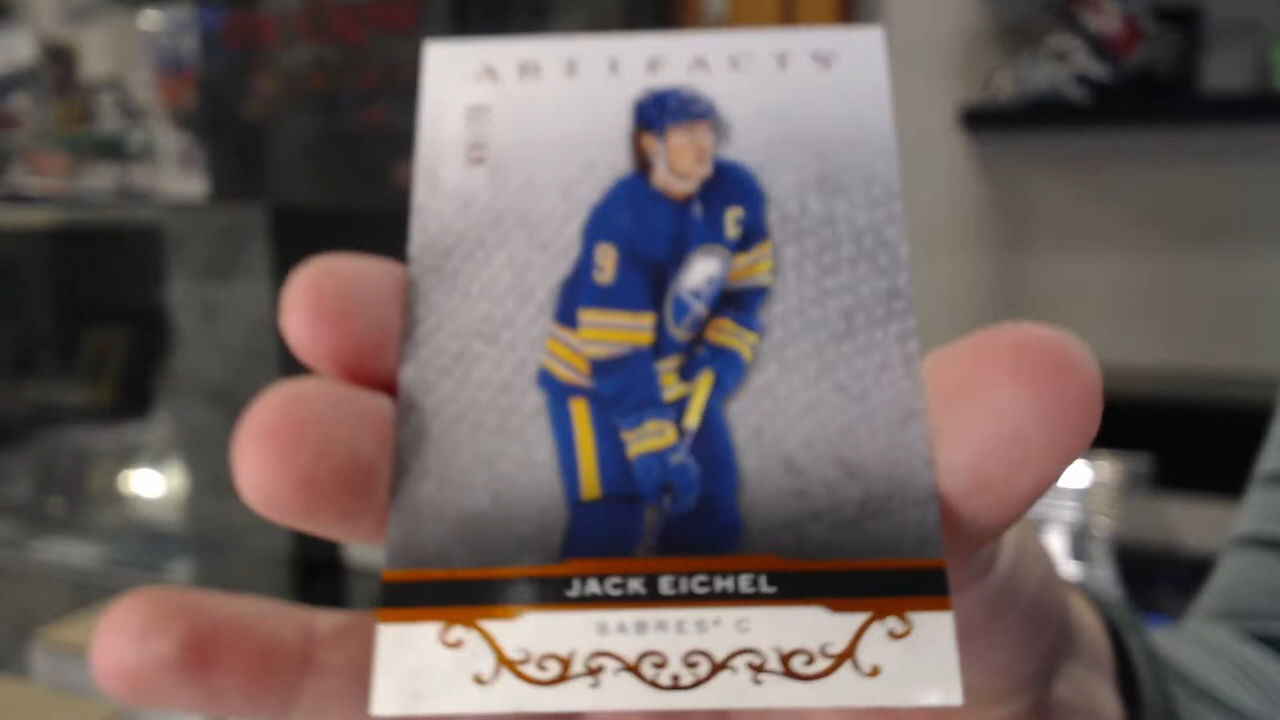 ARTIFACTS
9
C
JACK EICHEL
SABRES® C